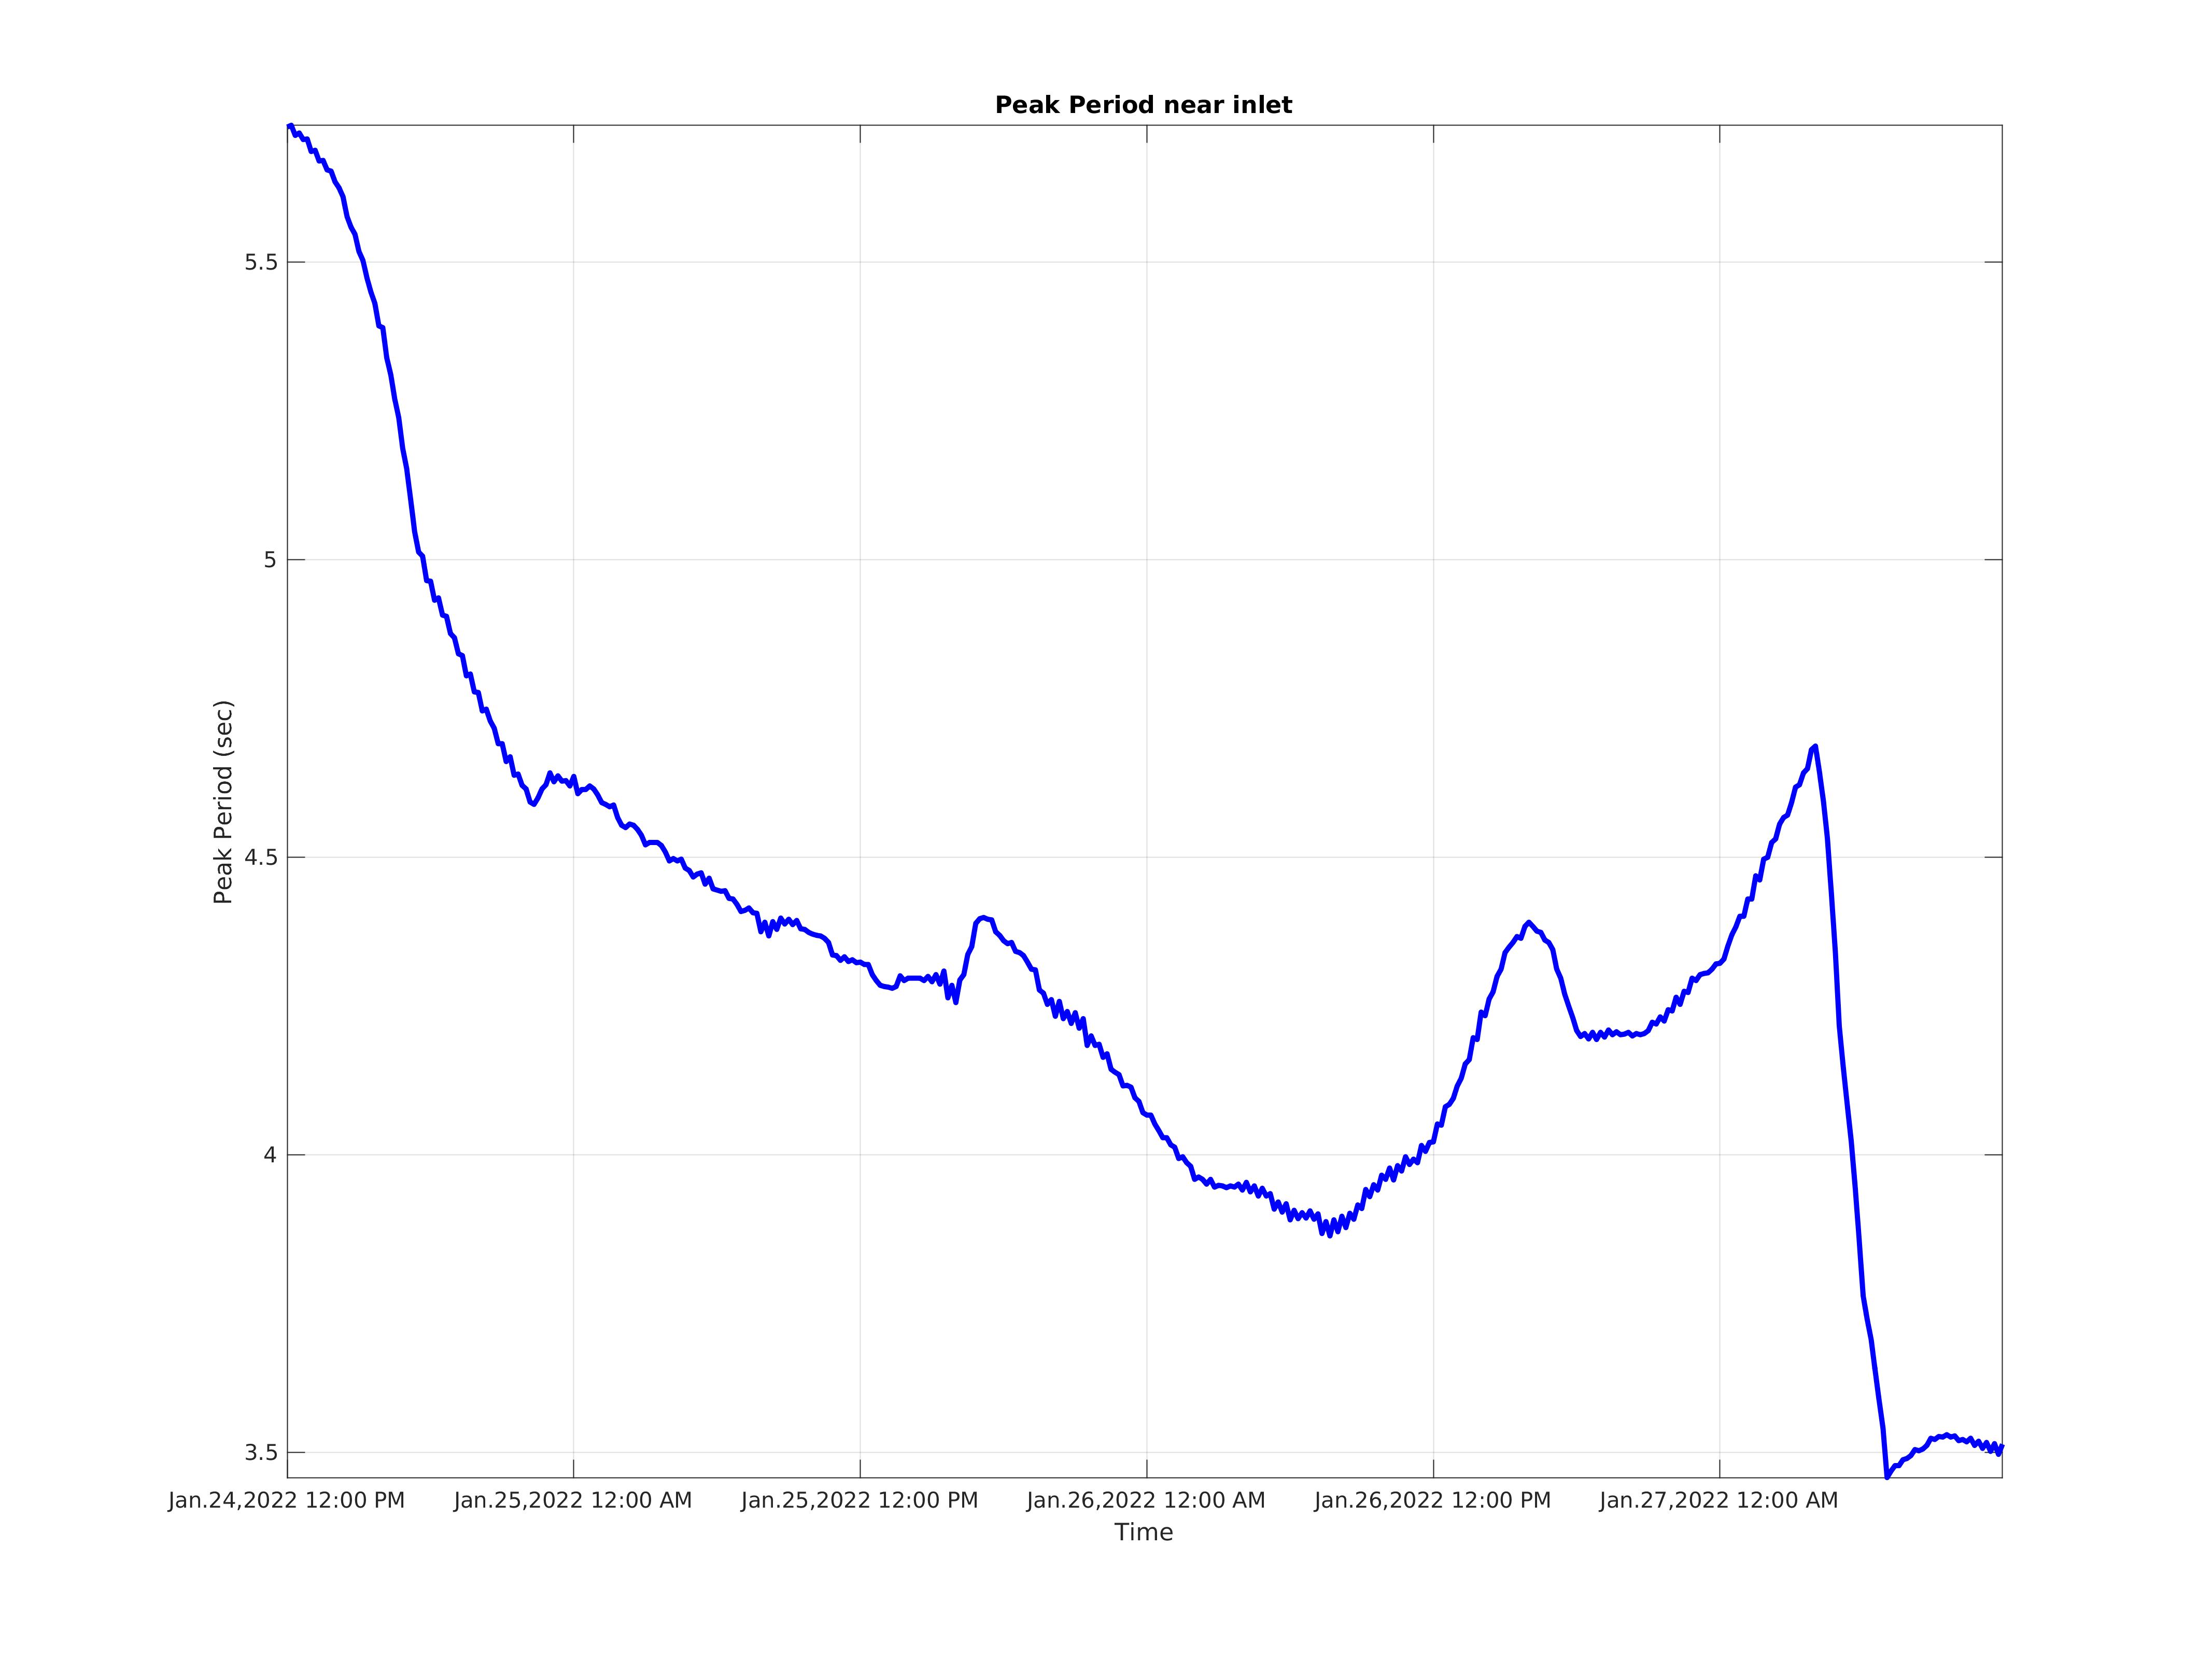 Peak Period near inlet
Peak Period (sec)
5.5
5
4.5
4
3.5
Jan.24,2022 12:00 PM
Jan.25,2022 12:00 AM
Jan.25,2022 12:00 PM
Jan.26,2022 12:00 AM
Jan.26,2022 12:00 PM
Jan.27,2022 12:00 AM
Time